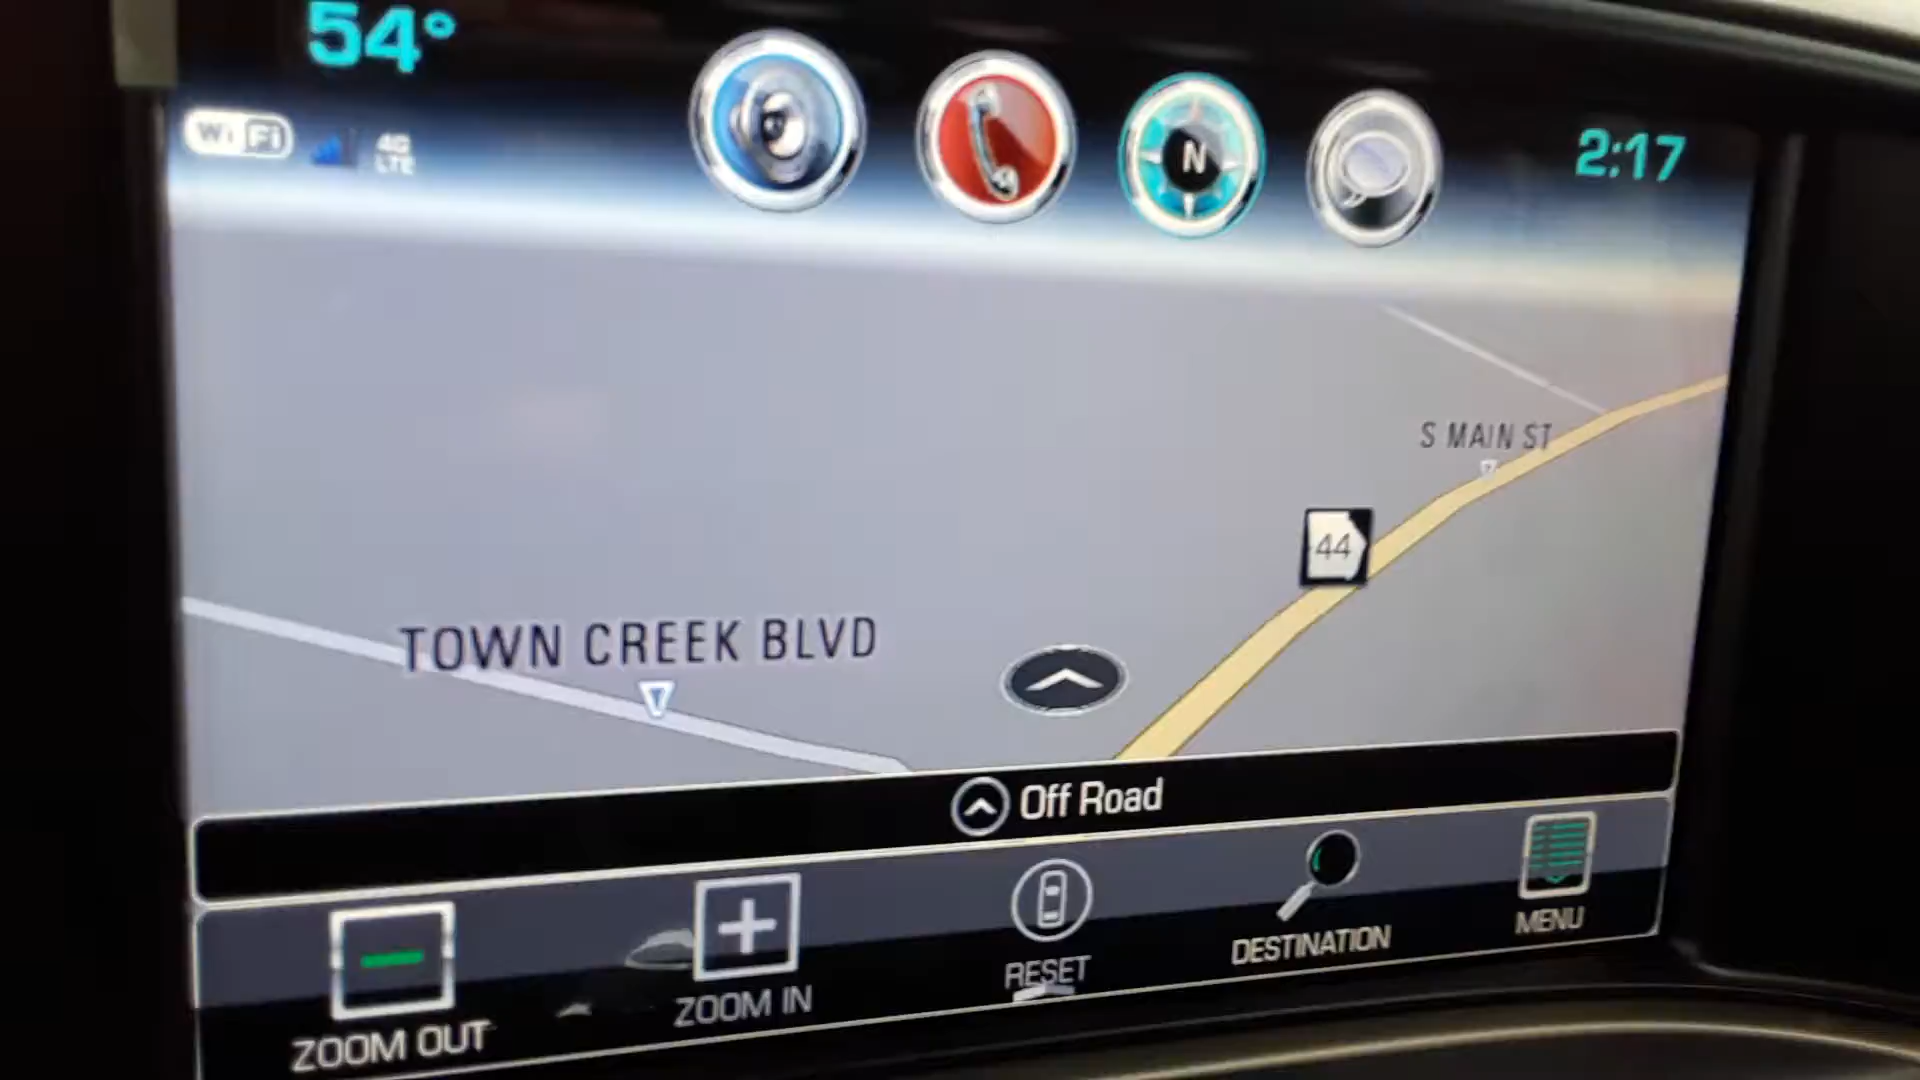 54°
Wi Fi
4G
LTE
N
2:17
S MAIN ST
44
TOWN CREEK BLVD
Off Road
ZOOM OUT
ZOOM IN
RESET
DESTINATION
MENU